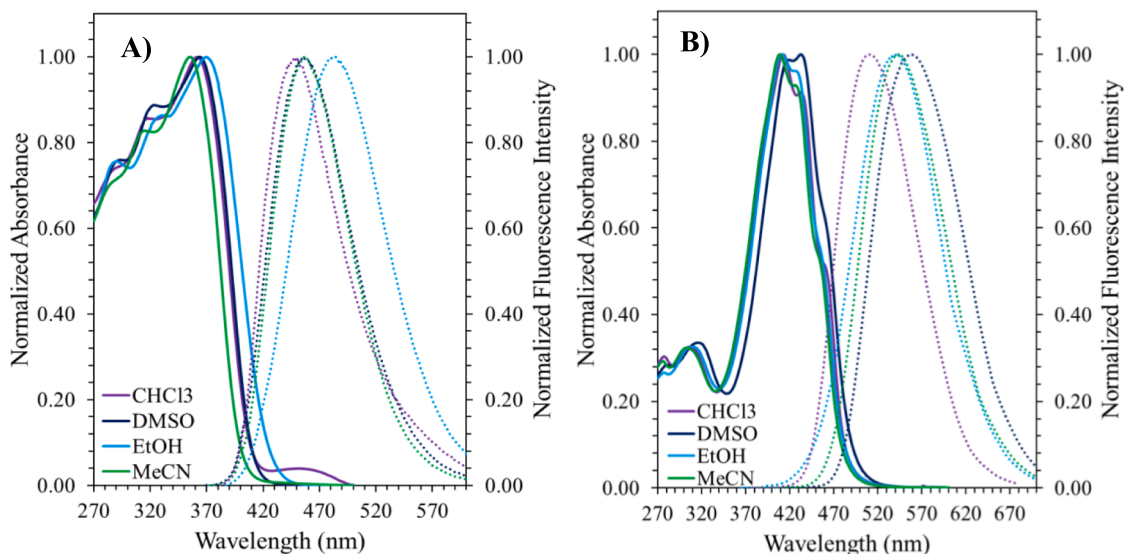 A)
1.00
0.80
0.60
0.40
0.20
0.00
Normalized Absorbance
1.00
0.80
0.60
0.40
0.20
0.00
Normalized Fluorescence Intensity
CHCl3
DMSO
EtOH
MeCN
270 320 370 420 470 520 570
Wavelength (nm)
B)
1.00
0.80
0.60
0.40
0.20
0.00
Normalized Absorbance
1.00
0.80
0.60
0.40
0.20
0.00
Normalized Fluorescence Intensity
CHCl3
DMSO
EtOH
MeCN
270 320 370 420 470 520 570 620 670
Wavelength (nm)